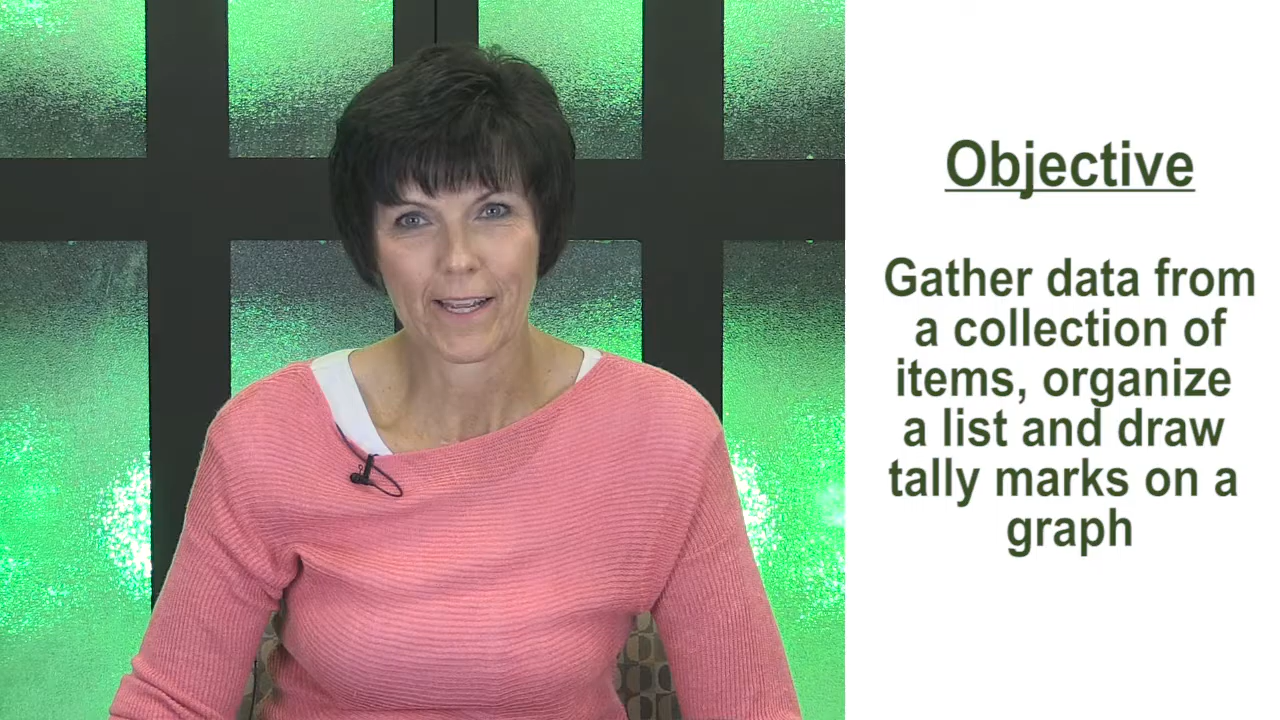 Objective
Gather data from
a collection of
items, organize
a list and draw
tally marks on a
graph